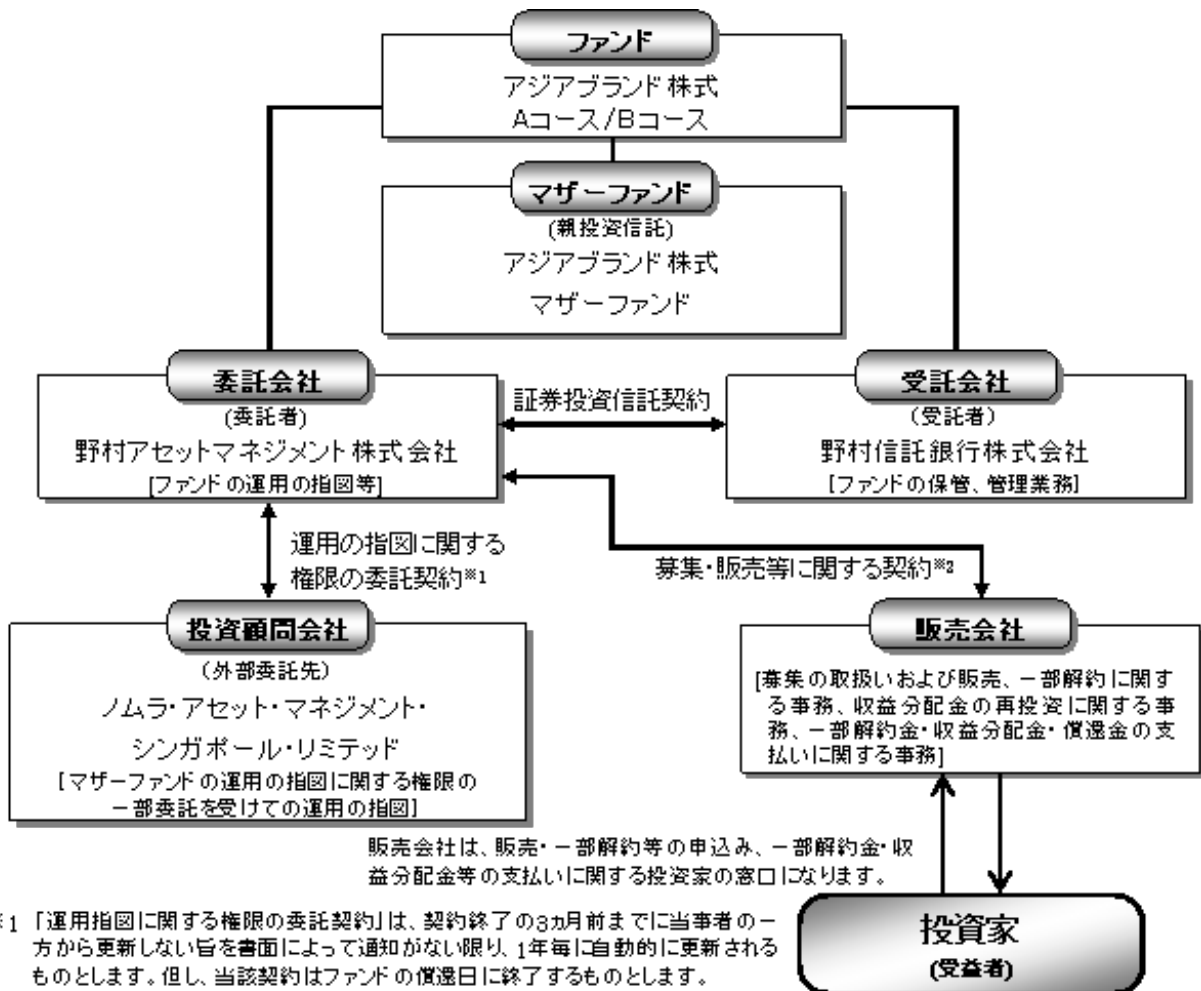 ファンド
アジアブランド株式
Aコース/Bコース
マザーファンド
(親投資信託)
アジアブランド株式
マザーファンド
委託会社
(委託者)
野村アセットマネジメント株式会社
[ファンドの運用の指図等]
証券投資信託契約
受託会社
(受託者)
野村信託銀行株式会社
[ファンドの保管、管理業務]
運用の指図に関する
権限の委託契約※1
募集・販売等に関する契約※2
投資顧問会社
(外部委託先)
ノムラ・アセット・マネジメント・
シンガポール・リミテッド
[マザーファンドの運用の指図に関する権限の
一部委託を受けての運用の指図]
販売会社
[募集の取扱いおよび販売、一部解約に関す
る事務、収益分配金の再投資に関する事
務、一部解約金・収益分配金・償還金の支
払いに関する事務]
販売会社は、販売・一部解約等の申込み、一部解約金・収
益分配金等の支払いに関する投資家の窓口になります。
※1 「運用指図に関する権限の委託契約」は、契約終了の3ヵ月前までに当事者の一
方から更新しない旨を書面によって通知がない限り、1年毎に自動的に更新される
ものとします。但し、当該契約はファンドの償還日に終了するものとします。
投資家
(受益者)